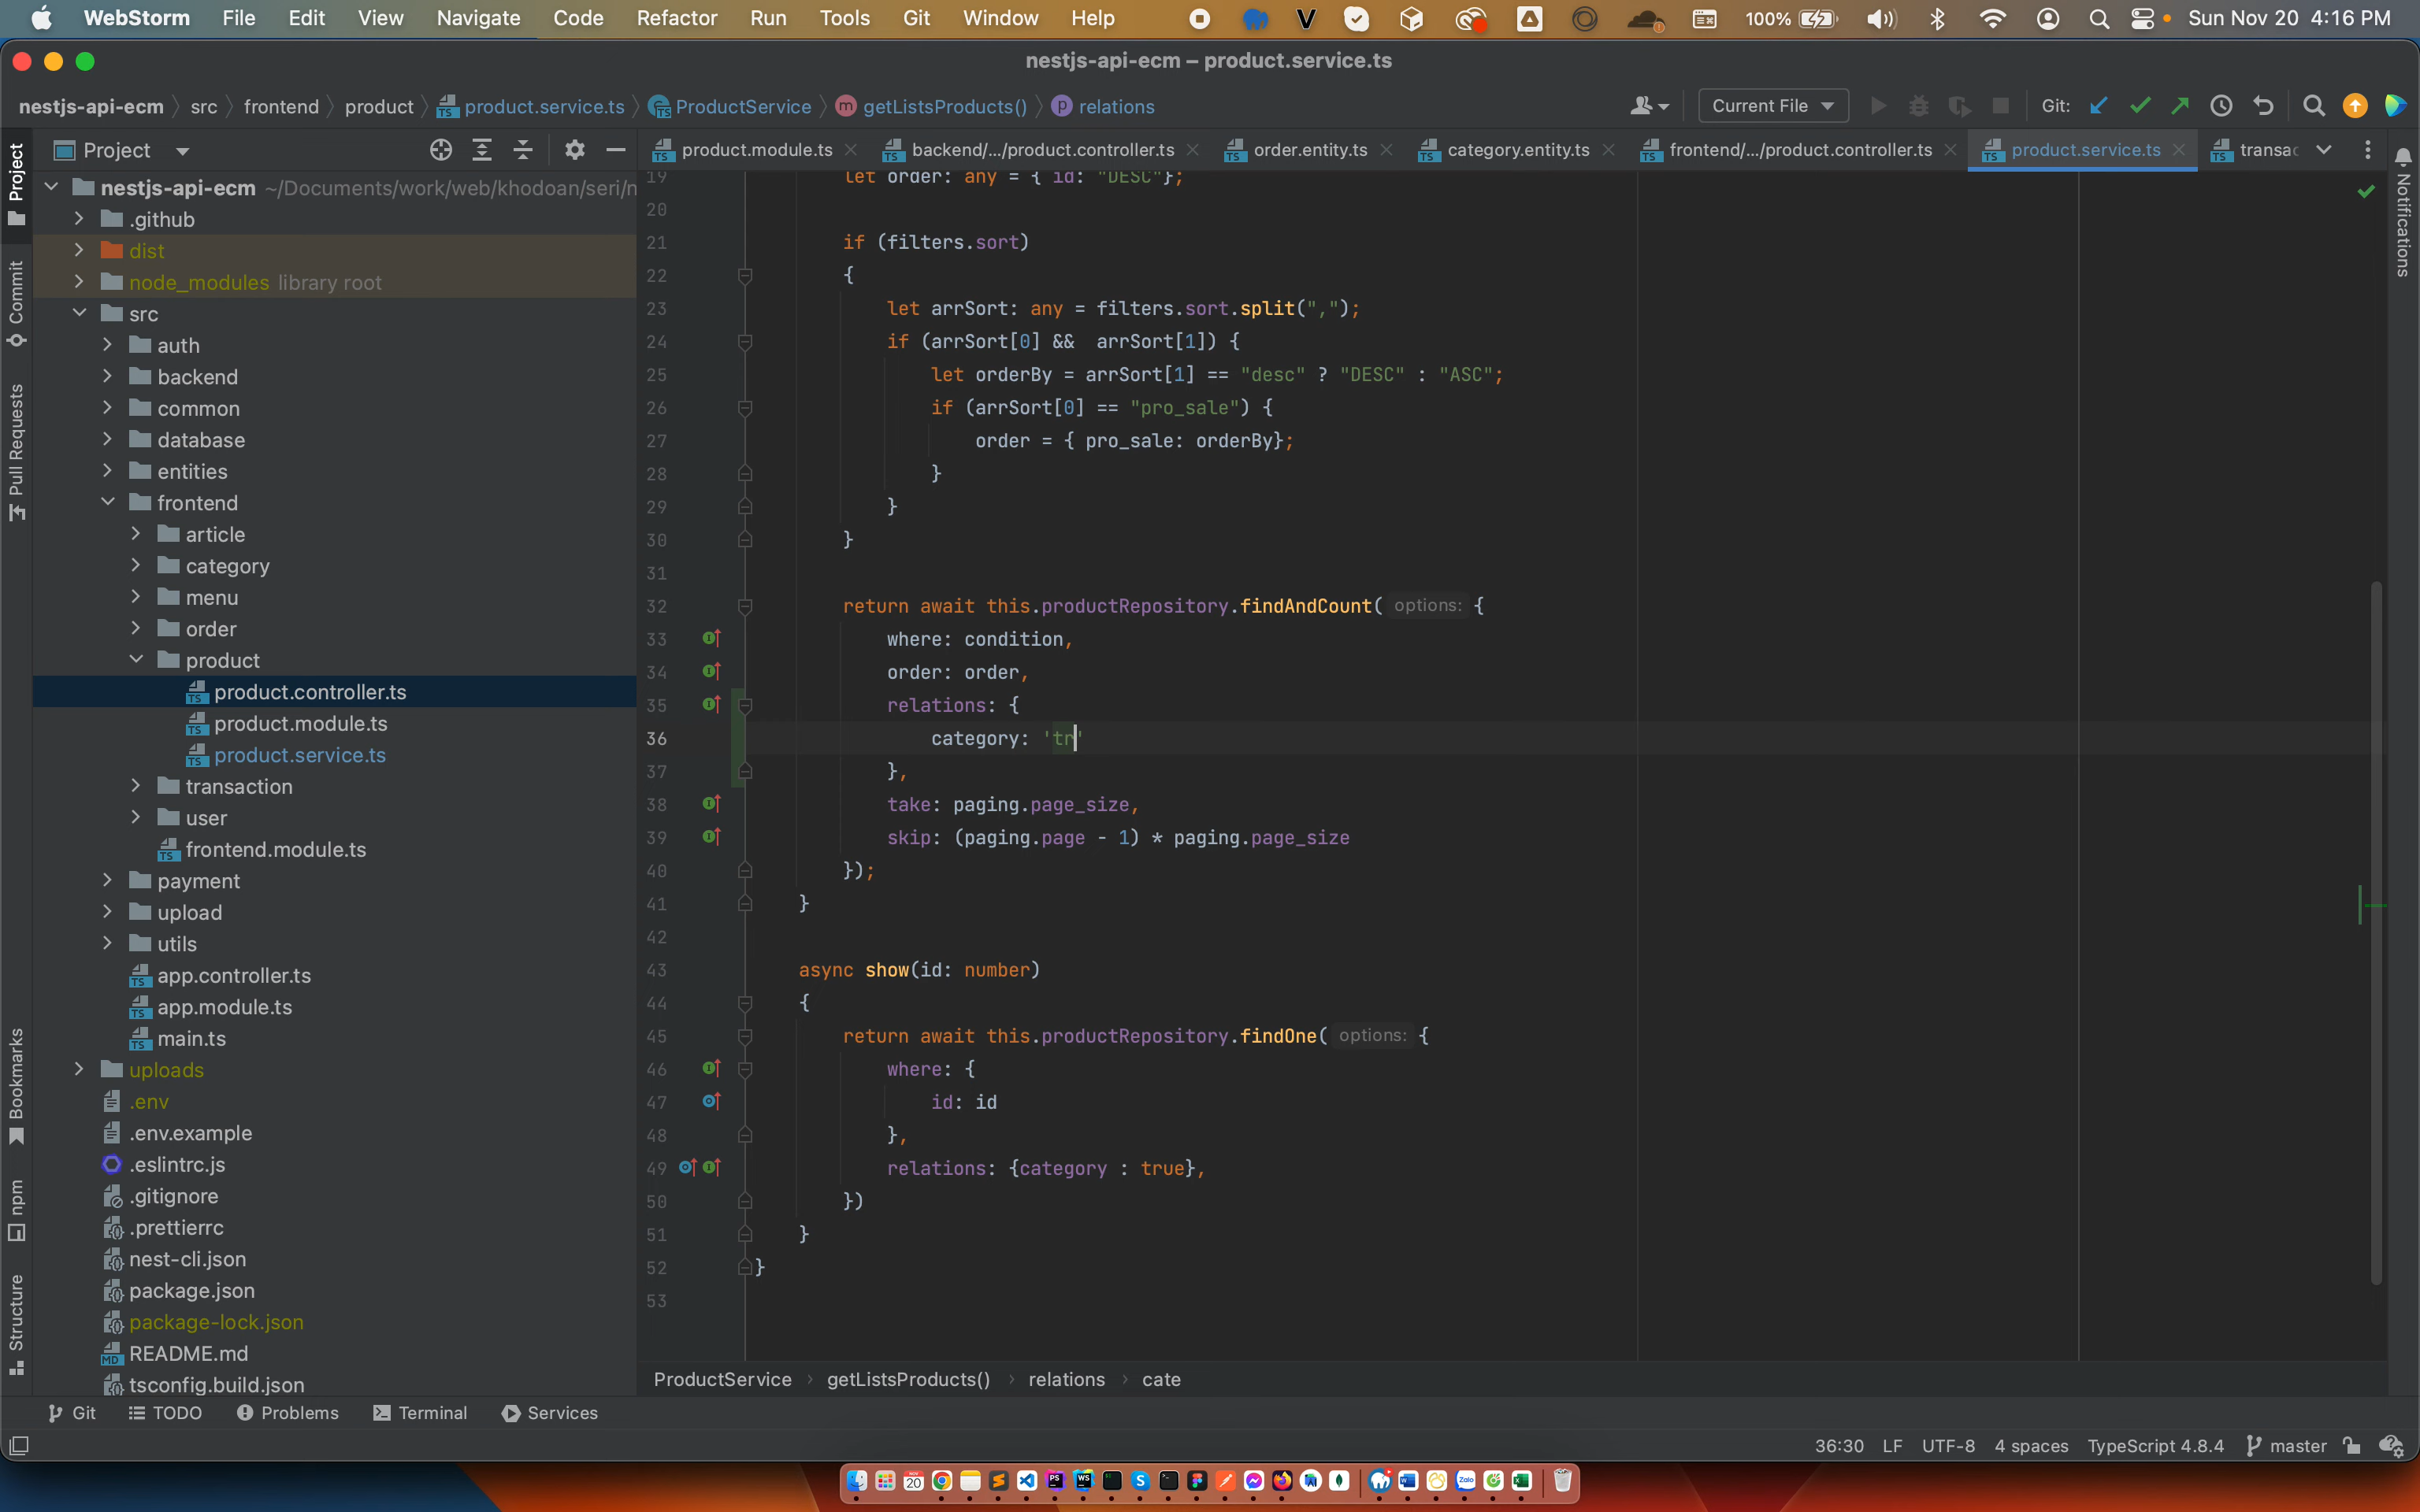 WebStorm File Edit View Navigate Code Refactor Run Tools Git Window Help 100% Sun Nov 20 4:16 PM
nestjs-api-ecm – product.service.ts
nestjs-api-ecm src frontend product product.service.ts ProductService getListsProducts() relations Current File Git:
Project product.module.ts backend/.../product.controller.ts order.entity.ts category.entity.ts frontend/.../product.controller.ts product.service.ts transac
nestjs-api-ecm ~/Documents/work/web/khodoan/seri/n
.github
dist
node_modules library root
src
auth
backend
common
database
entities
frontend
article
category
menu
order
product
product.controller.ts
product.module.ts
product.service.ts
transaction
user
frontend.module.ts
payment
upload
utils
app.controller.ts
app.module.ts
main.ts
uploads
.env
.env.example
.eslintrc.js
.gitignore
.prettierrc
nest-cli.json
package.json
package-lock.json
README.md
tsconfig.build.json
Project
Commit
Pull Requests
Bookmarks
npm
Structure
19 let order: any = { id: "DESC"};
20
21 if (filters.sort)
22 {
23 let arrSort: any = filters.sort.split(",");
24 if (arrSort[0] && arrSort[1]) {
25 let orderBy = arrSort[1] == "desc" ? "DESC" : "ASC";
26 if (arrSort[0] == "pro_sale") {
27 order = { pro_sale: orderBy};
28 }
29 }
30 }
31
32 return await this.productRepository.findAndCount( options: {
33 where: condition,
34 order: order,
35 relations: {
36 category: 'tr'
37 },
38 take: paging.page_size,
39 skip: (paging.page - 1) * paging.page_size
40 });
41 }
42
43 async show(id: number)
44 {
45 return await this.productRepository.findOne( options: {
46 where: {
47 id: id
48 },
49 relations: {category : true},
50 })
51 }
52 }
53
Notifications
ProductService getListsProducts() relations cate
Git TODO Problems Terminal Services
36:30 LF UTF-8 4 spaces TypeScript 4.8.4 master